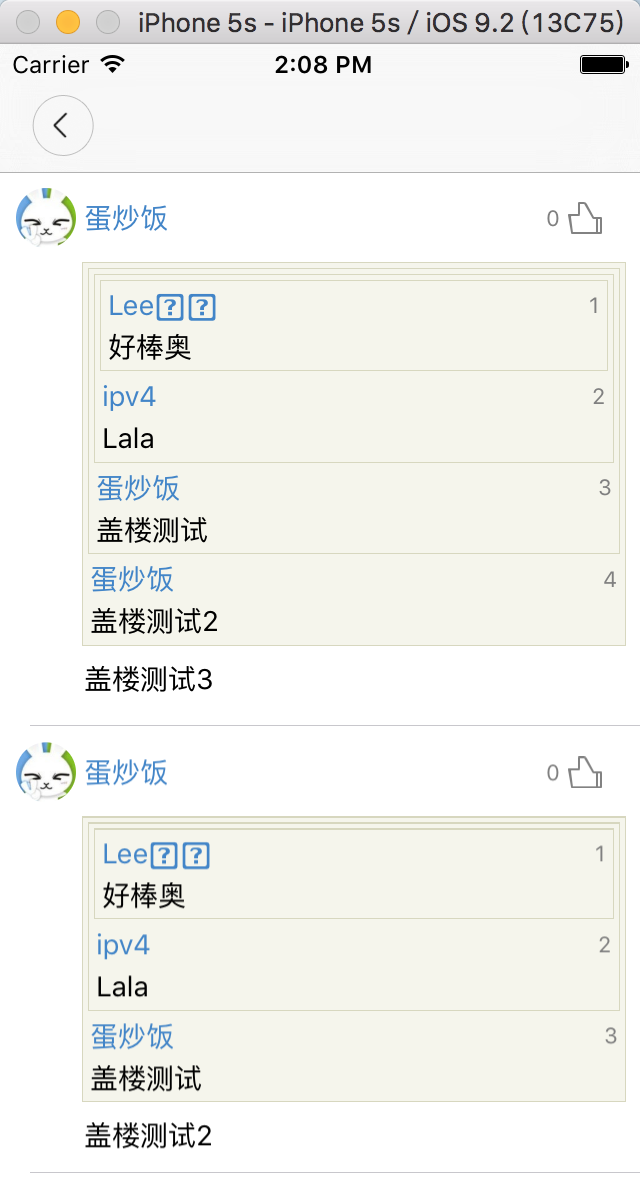 iPhone 5s - iPhone 5s / iOS 9.2 (13C75)
Carrier 2:08 PM
蛋炒饭 0
Lee⍰⍰ 1
好棒奥
ipv4 2
Lala
蛋炒饭 3
盖楼测试
蛋炒饭 4
盖楼测试2
盖楼测试3
蛋炒饭 0
Lee⍰⍰ 1
好棒奥
ipv4 2
Lala
蛋炒饭 3
盖楼测试
盖楼测试2